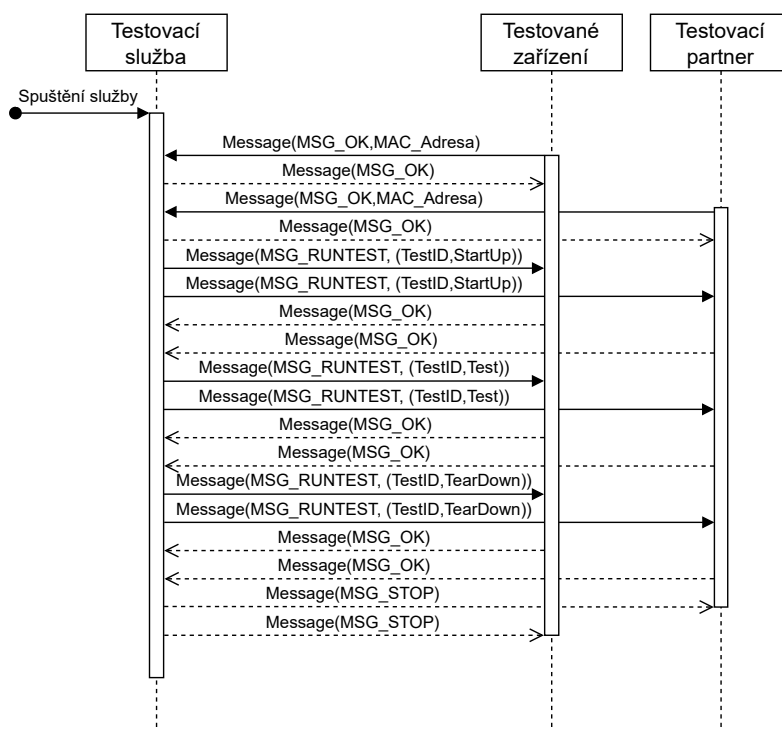 Testovací
služba
Testované
zařízení
Testovací
partner
Spuštění služby
Message(MSG_OK,MAC_Adresa)
Message(MSG_OK)
Message(MSG_OK,MAC_Adresa)
Message(MSG_OK)
Message(MSG_RUNTEST, (TestID,StartUp))
Message(MSG_RUNTEST, (TestID,StartUp))
Message(MSG_OK)
Message(MSG_OK)
Message(MSG_RUNTEST, (TestID,Test))
Message(MSG_RUNTEST, (TestID,Test))
Message(MSG_OK)
Message(MSG_OK)
Message(MSG_RUNTEST, (TestID,TearDown))
Message(MSG_RUNTEST, (TestID,TearDown))
Message(MSG_OK)
Message(MSG_OK)
Message(MSG_STOP)
Message(MSG_STOP)